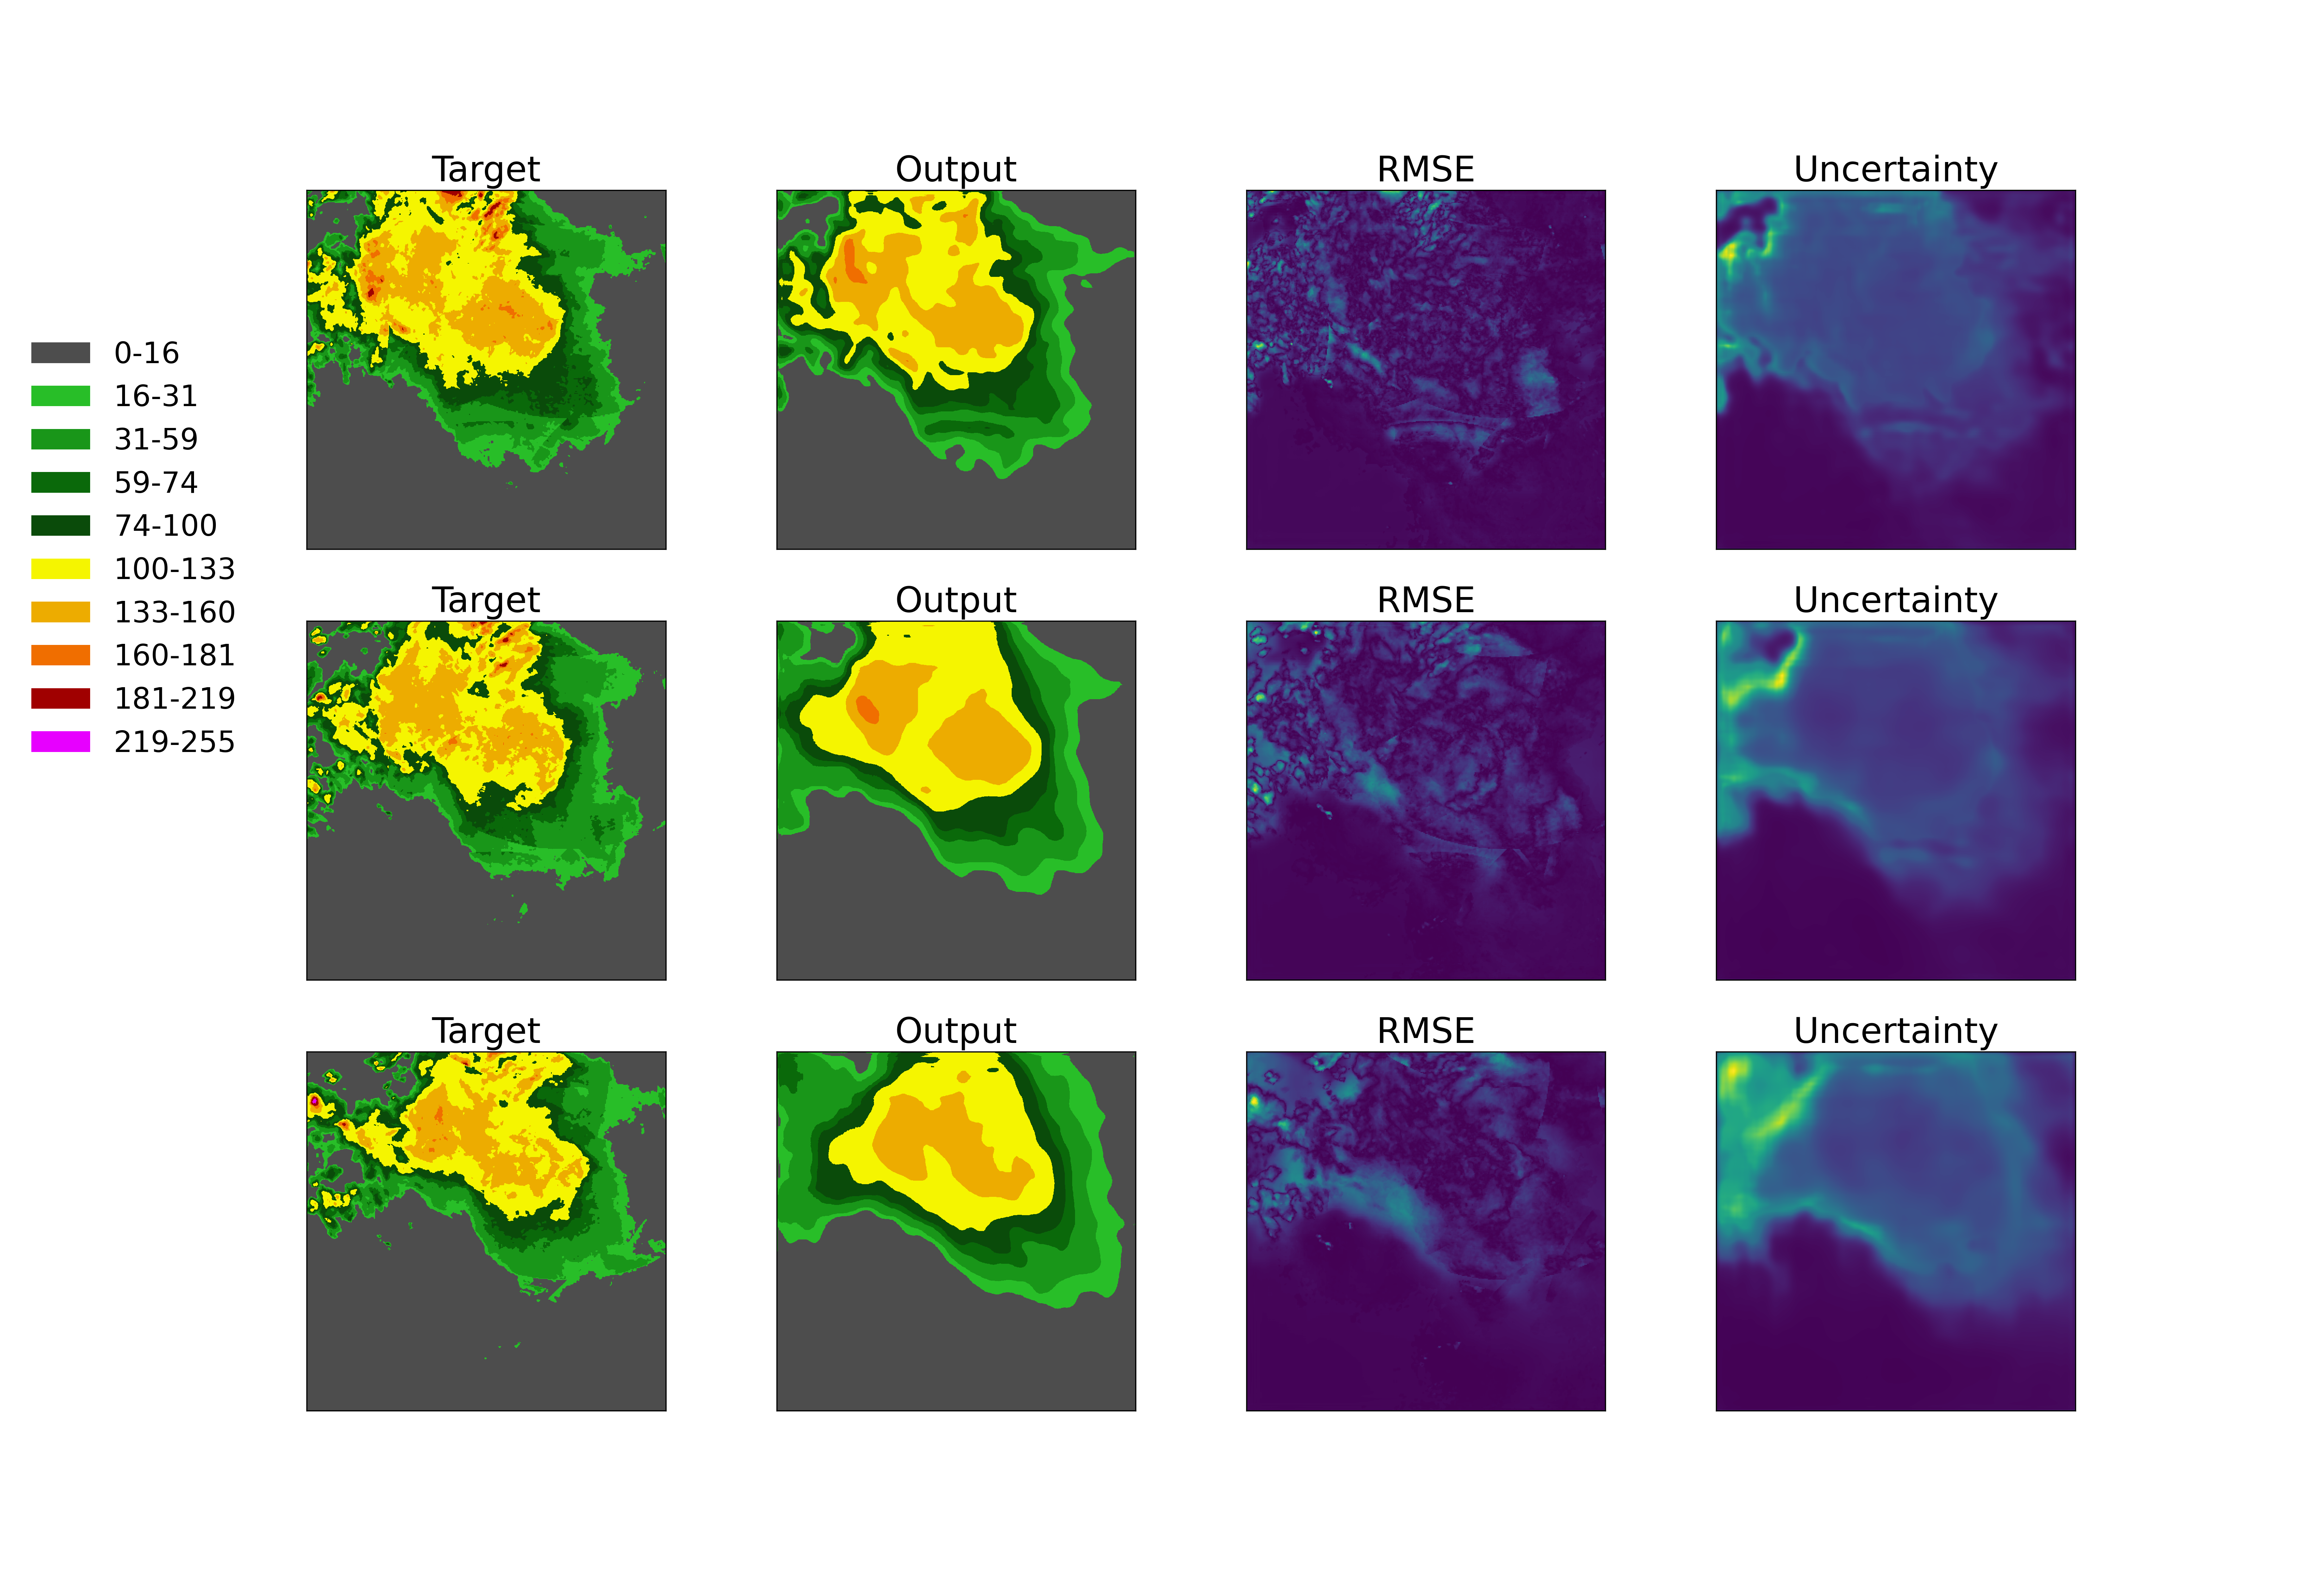 Target
Output
RMSE
Uncertainty
0-16
16-31
31-59
59-74
74-100
100-133
133-160
160-181
181-219
219-255
Target
Output
RMSE
Uncertainty
Target
Output
RMSE
Uncertainty